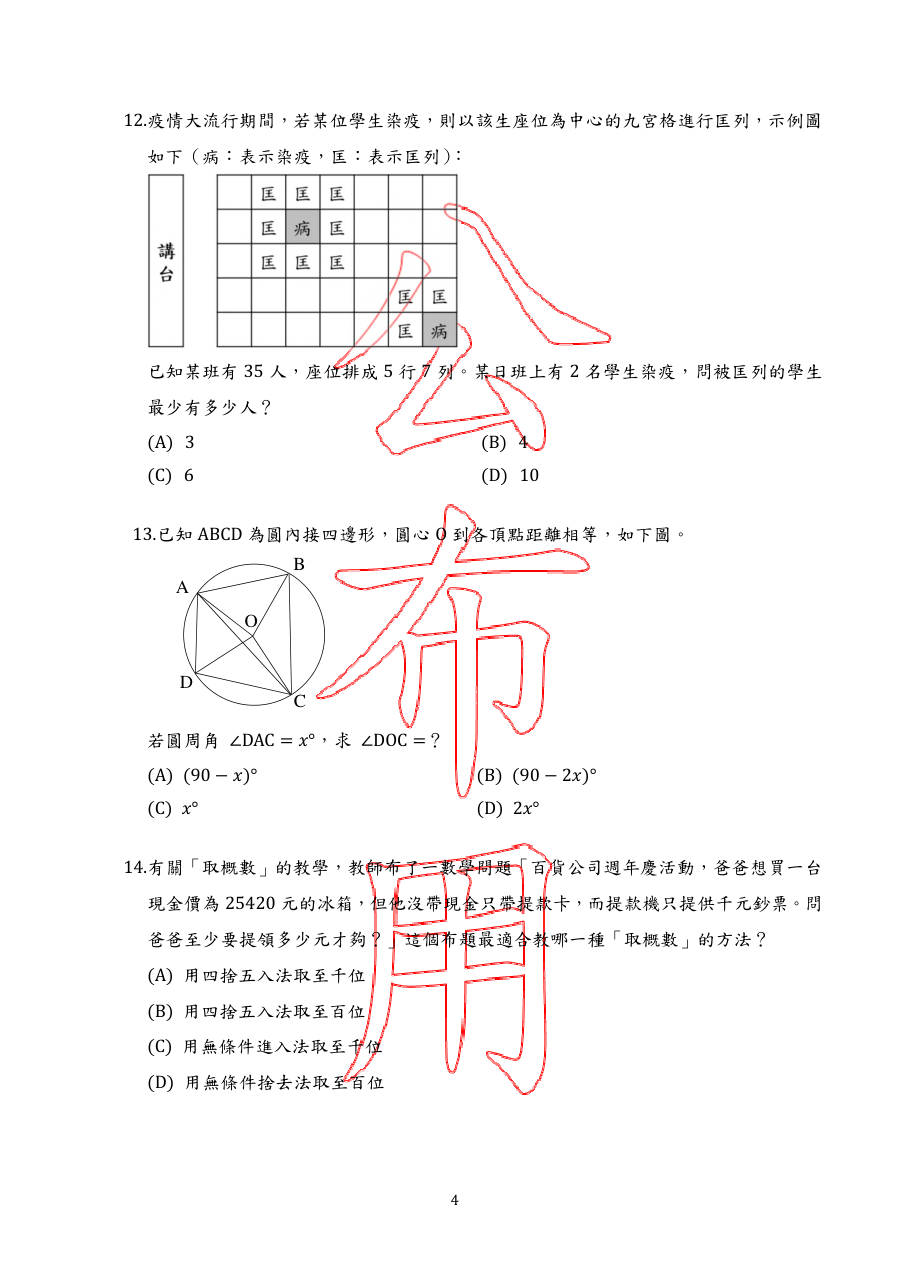 12.疫情大流行期間，若某位學生染疫，則以該生座位為中心的九宮格進行匡列，示例圖
如下（病：表示染疫，匡：表示匡列）：
匡 匡 匡
匡 病 匡
講台
匡 匡 匡
匡 匡
匡 病
已知某班有 35 人，座位排成 5 行 7 列。某日班上有 2 名學生染疫，問被匡列的學生
最少有多少人？
(A) 3 (B) 4
(C) 6 (D) 10
13.已知 ABCD 為圓內接四邊形，圓心 O 到各頂點距離相等，如下圖。
B
A
O
D
C
若圓周角 ∠DAC = x°，求 ∠DOC =？
(A) (90 − x)° (B) (90 − 2x)°
(C) x° (D) 2x°
14.有關「取概數」的教學，教師布了一數學問題「百貨公司週年慶活動，爸爸想買一台
現金價為 25420 元的冰箱，但他沒帶現金只帶提款卡，而提款機只提供千元鈔票。問
爸爸至少要提領多少元才夠？」這個布題最適合教哪一種「取概數」的方法？
(A) 用四捨五入法取至千位
(B) 用四捨五入法取至百位
(C) 用無條件進入法取至千位
(D) 用無條件捨去法取至百位
4
公布用